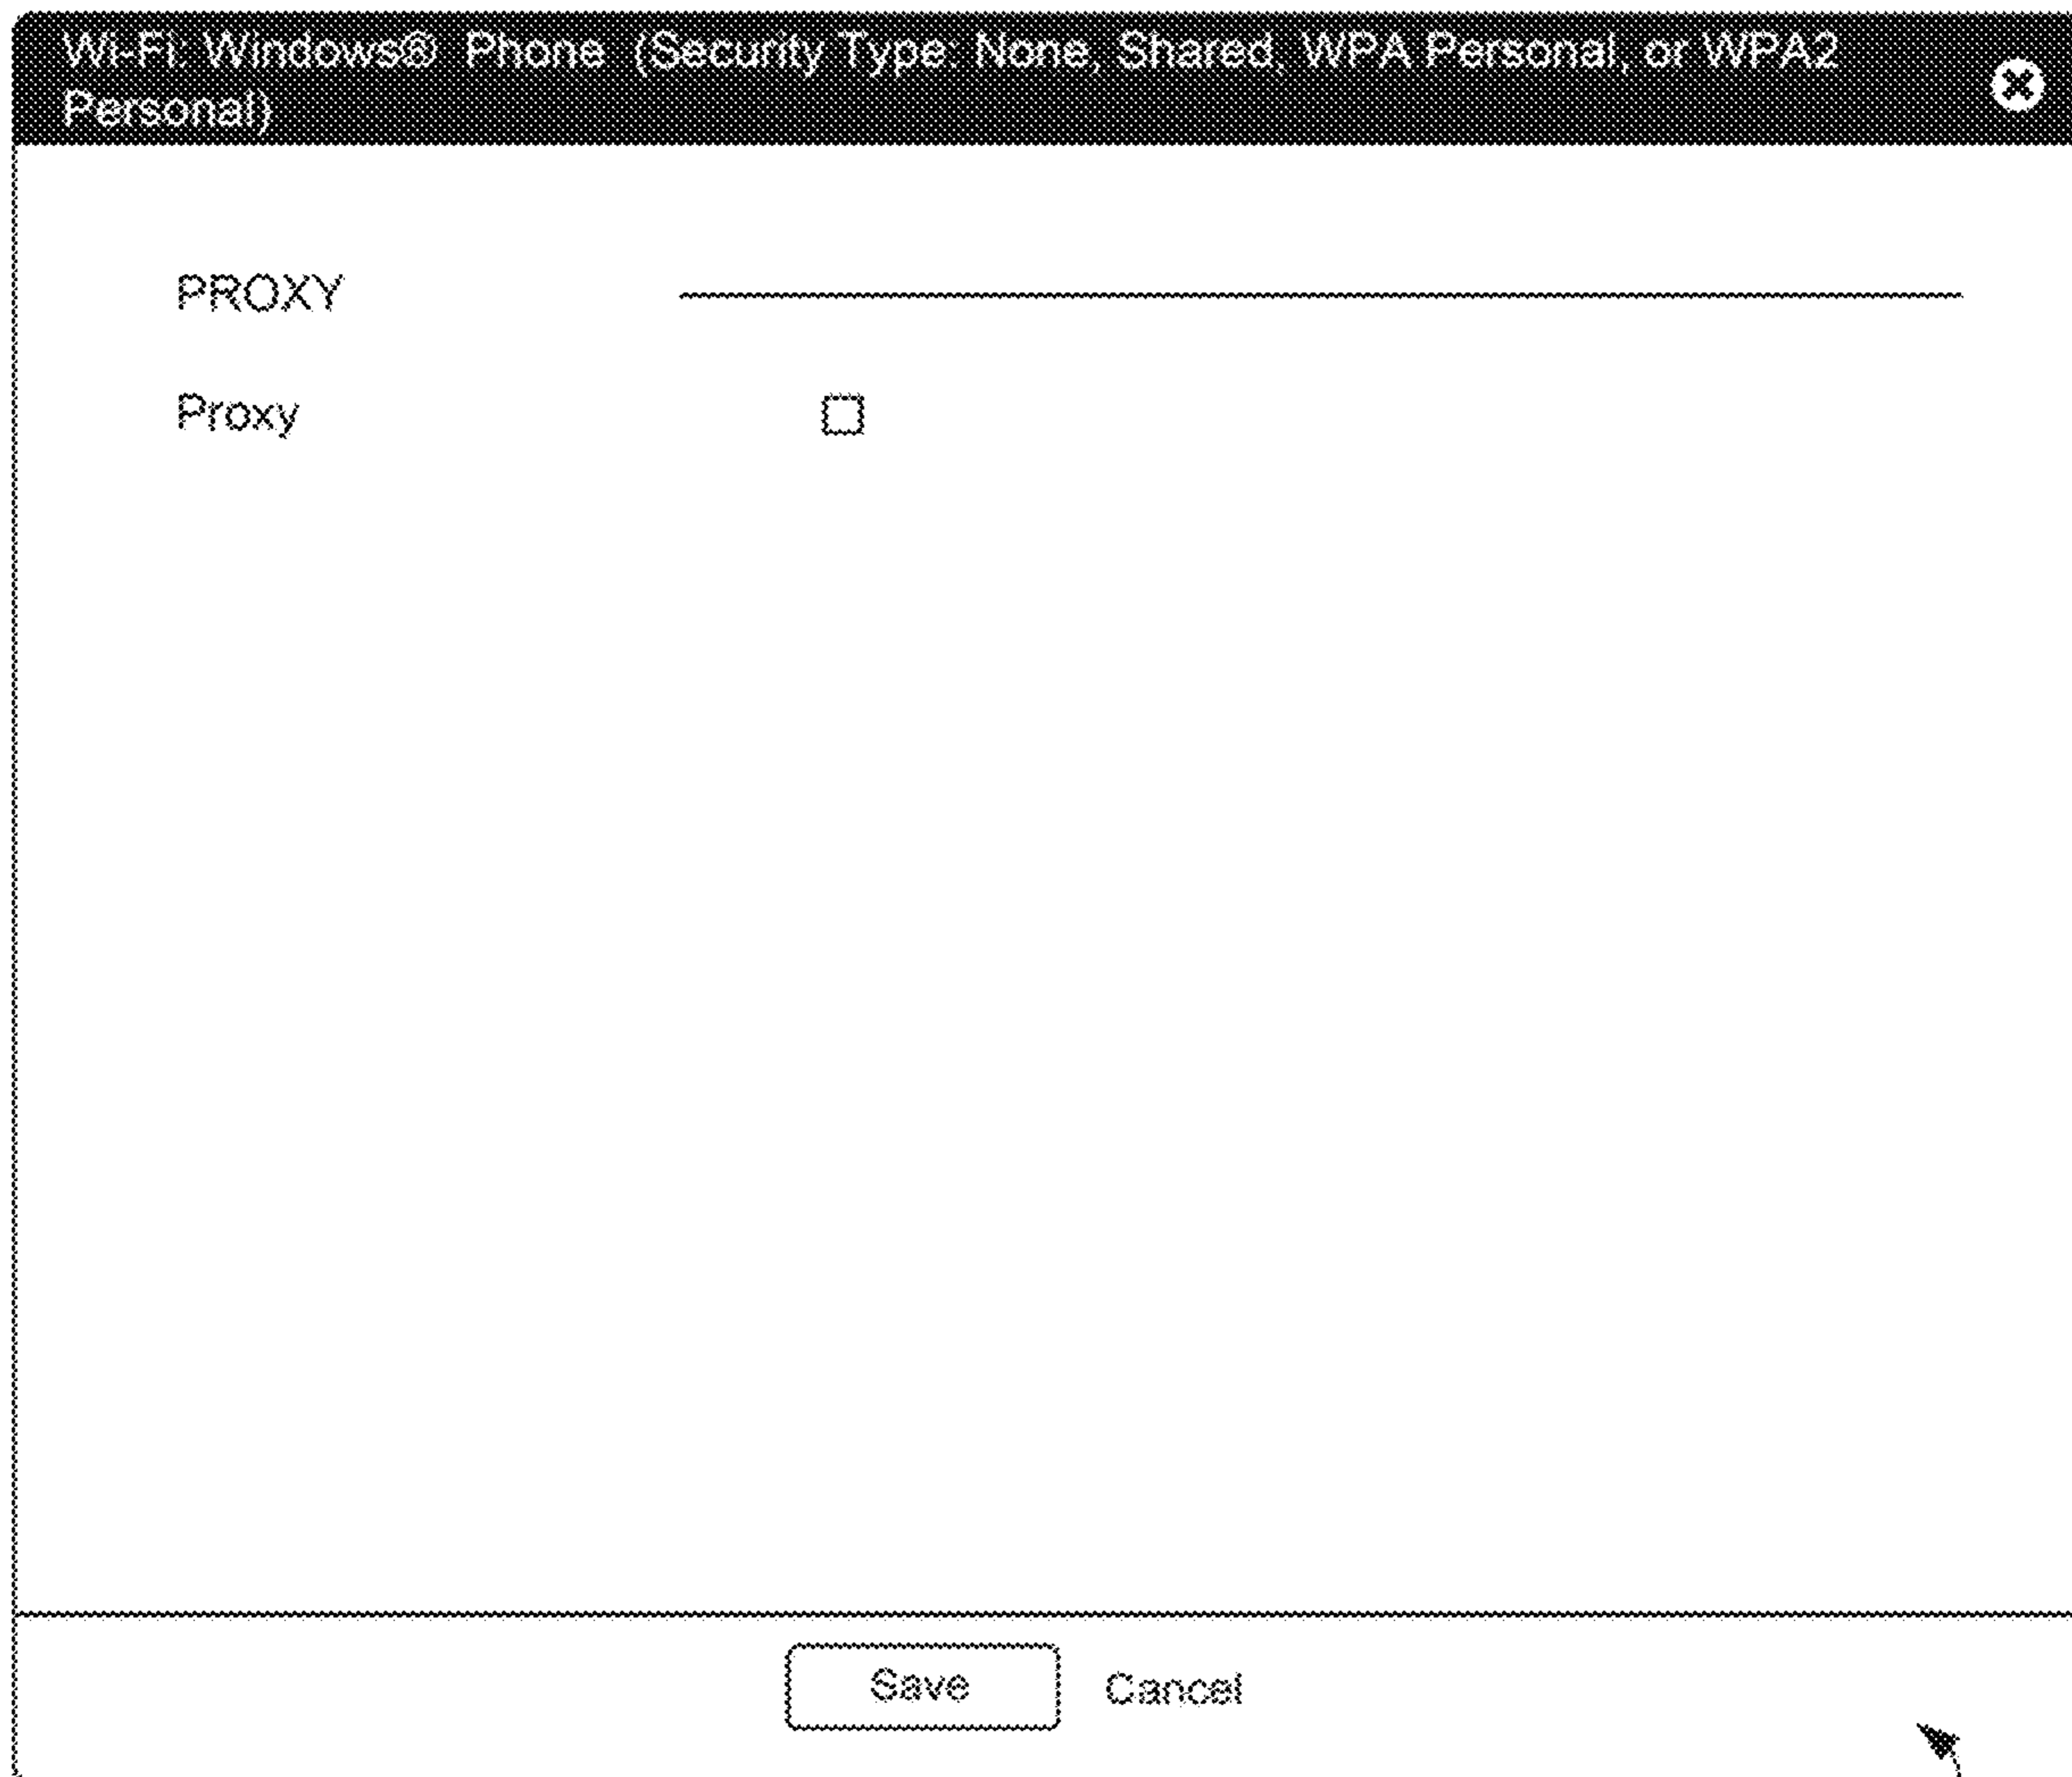 Wi-Fi: Windows® Phone (Security Type: None, Shared, WPA Personal, or WPA2
Personal)
PROXY
Proxy
Save Cancel